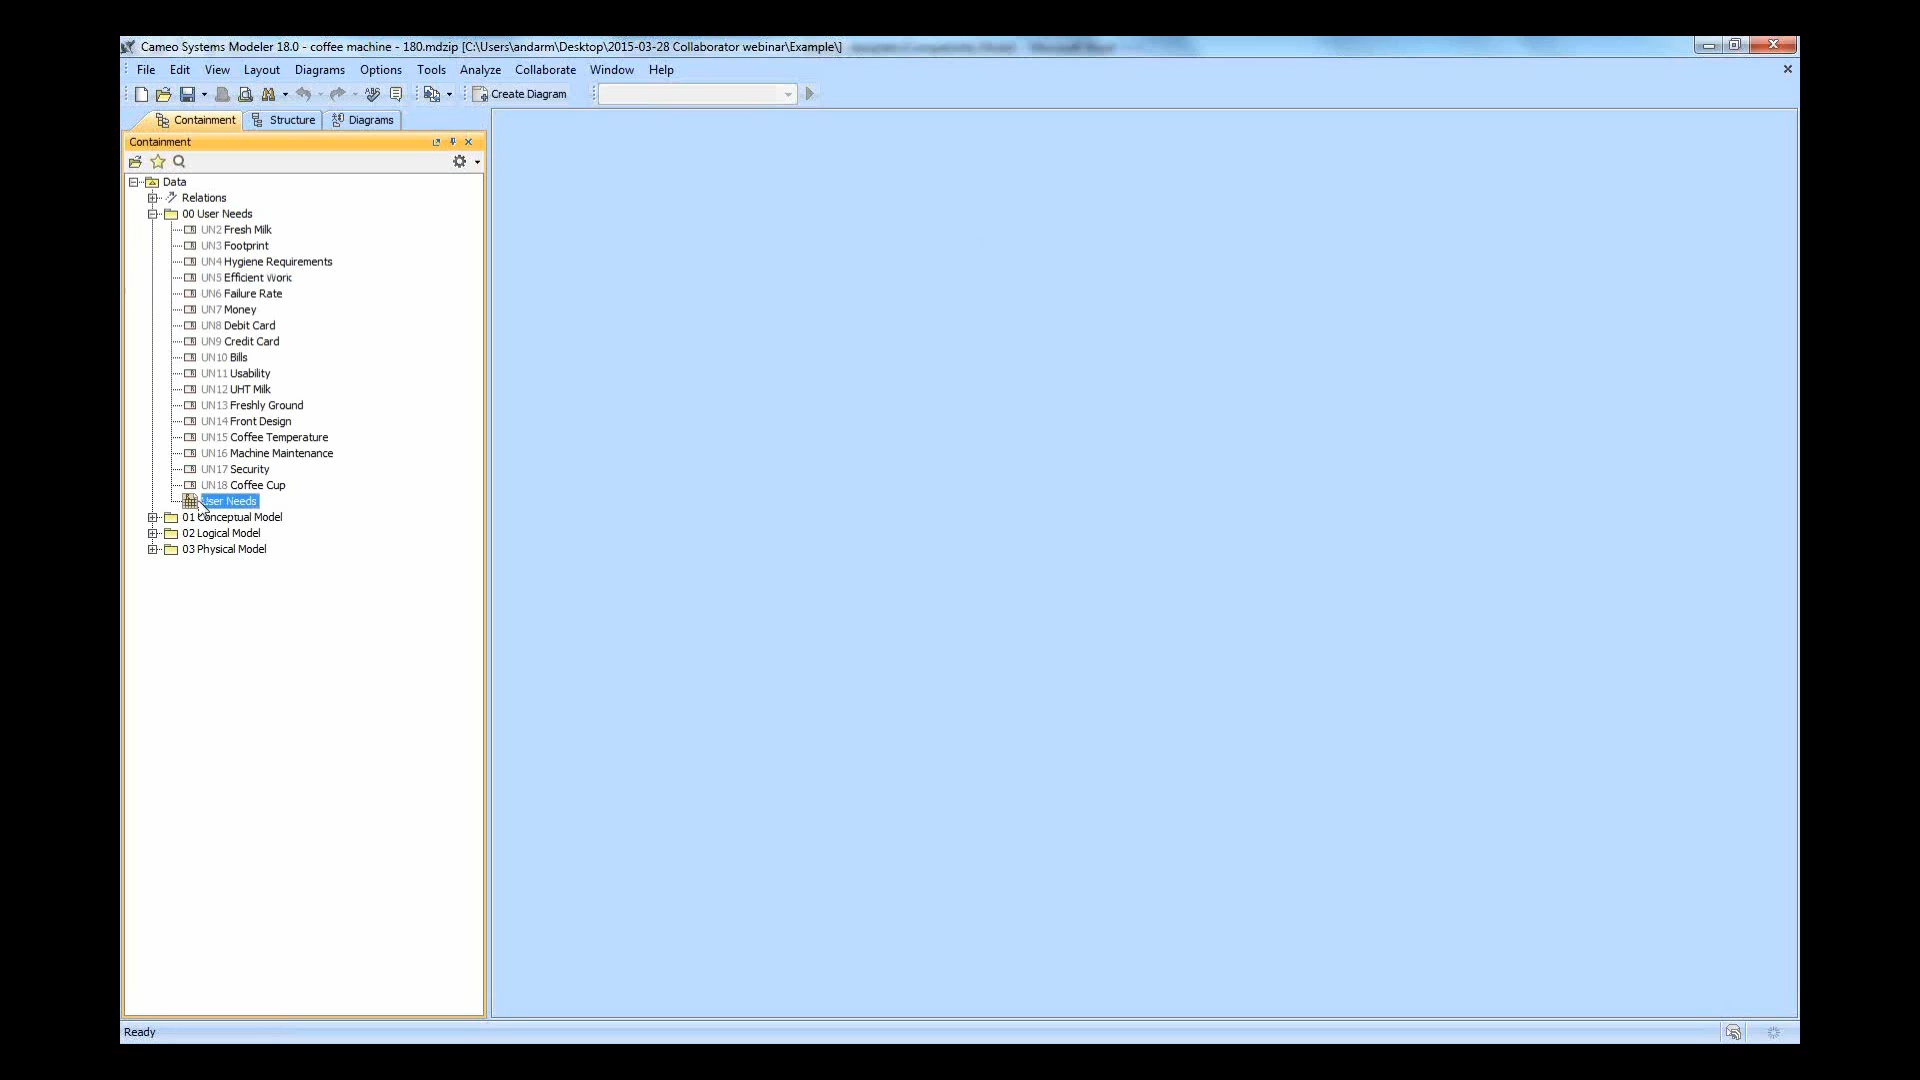 Cameo Systems Modeler 18.0 - coffee machine - 180.mdzip [C:\Users\andarm\Desktop\2015-03-28 Collaborator webinar\Example\]
File Edit View Layout Diagrams Options Tools Analyze Collaborate Window Help
Create Diagram
Containment Structure Diagrams
Containment
Data
Relations
00 User Needs
UN2 Fresh Milk
UN3 Footprint
UN4 Hygiene Requirements
UN5 Efficient Work
UN6 Failure Rate
UN7 Money
UN8 Debit Card
UN9 Credit Card
UN10 Bills
UN11 Usability
UN12 UHT Milk
UN13 Freshly Ground
UN14 Front Design
UN15 Coffee Temperature
UN16 Machine Maintenance
UN17 Security
UN18 Coffee Cup
User Needs
01 Conceptual Model
02 Logical Model
03 Physical Model
Ready